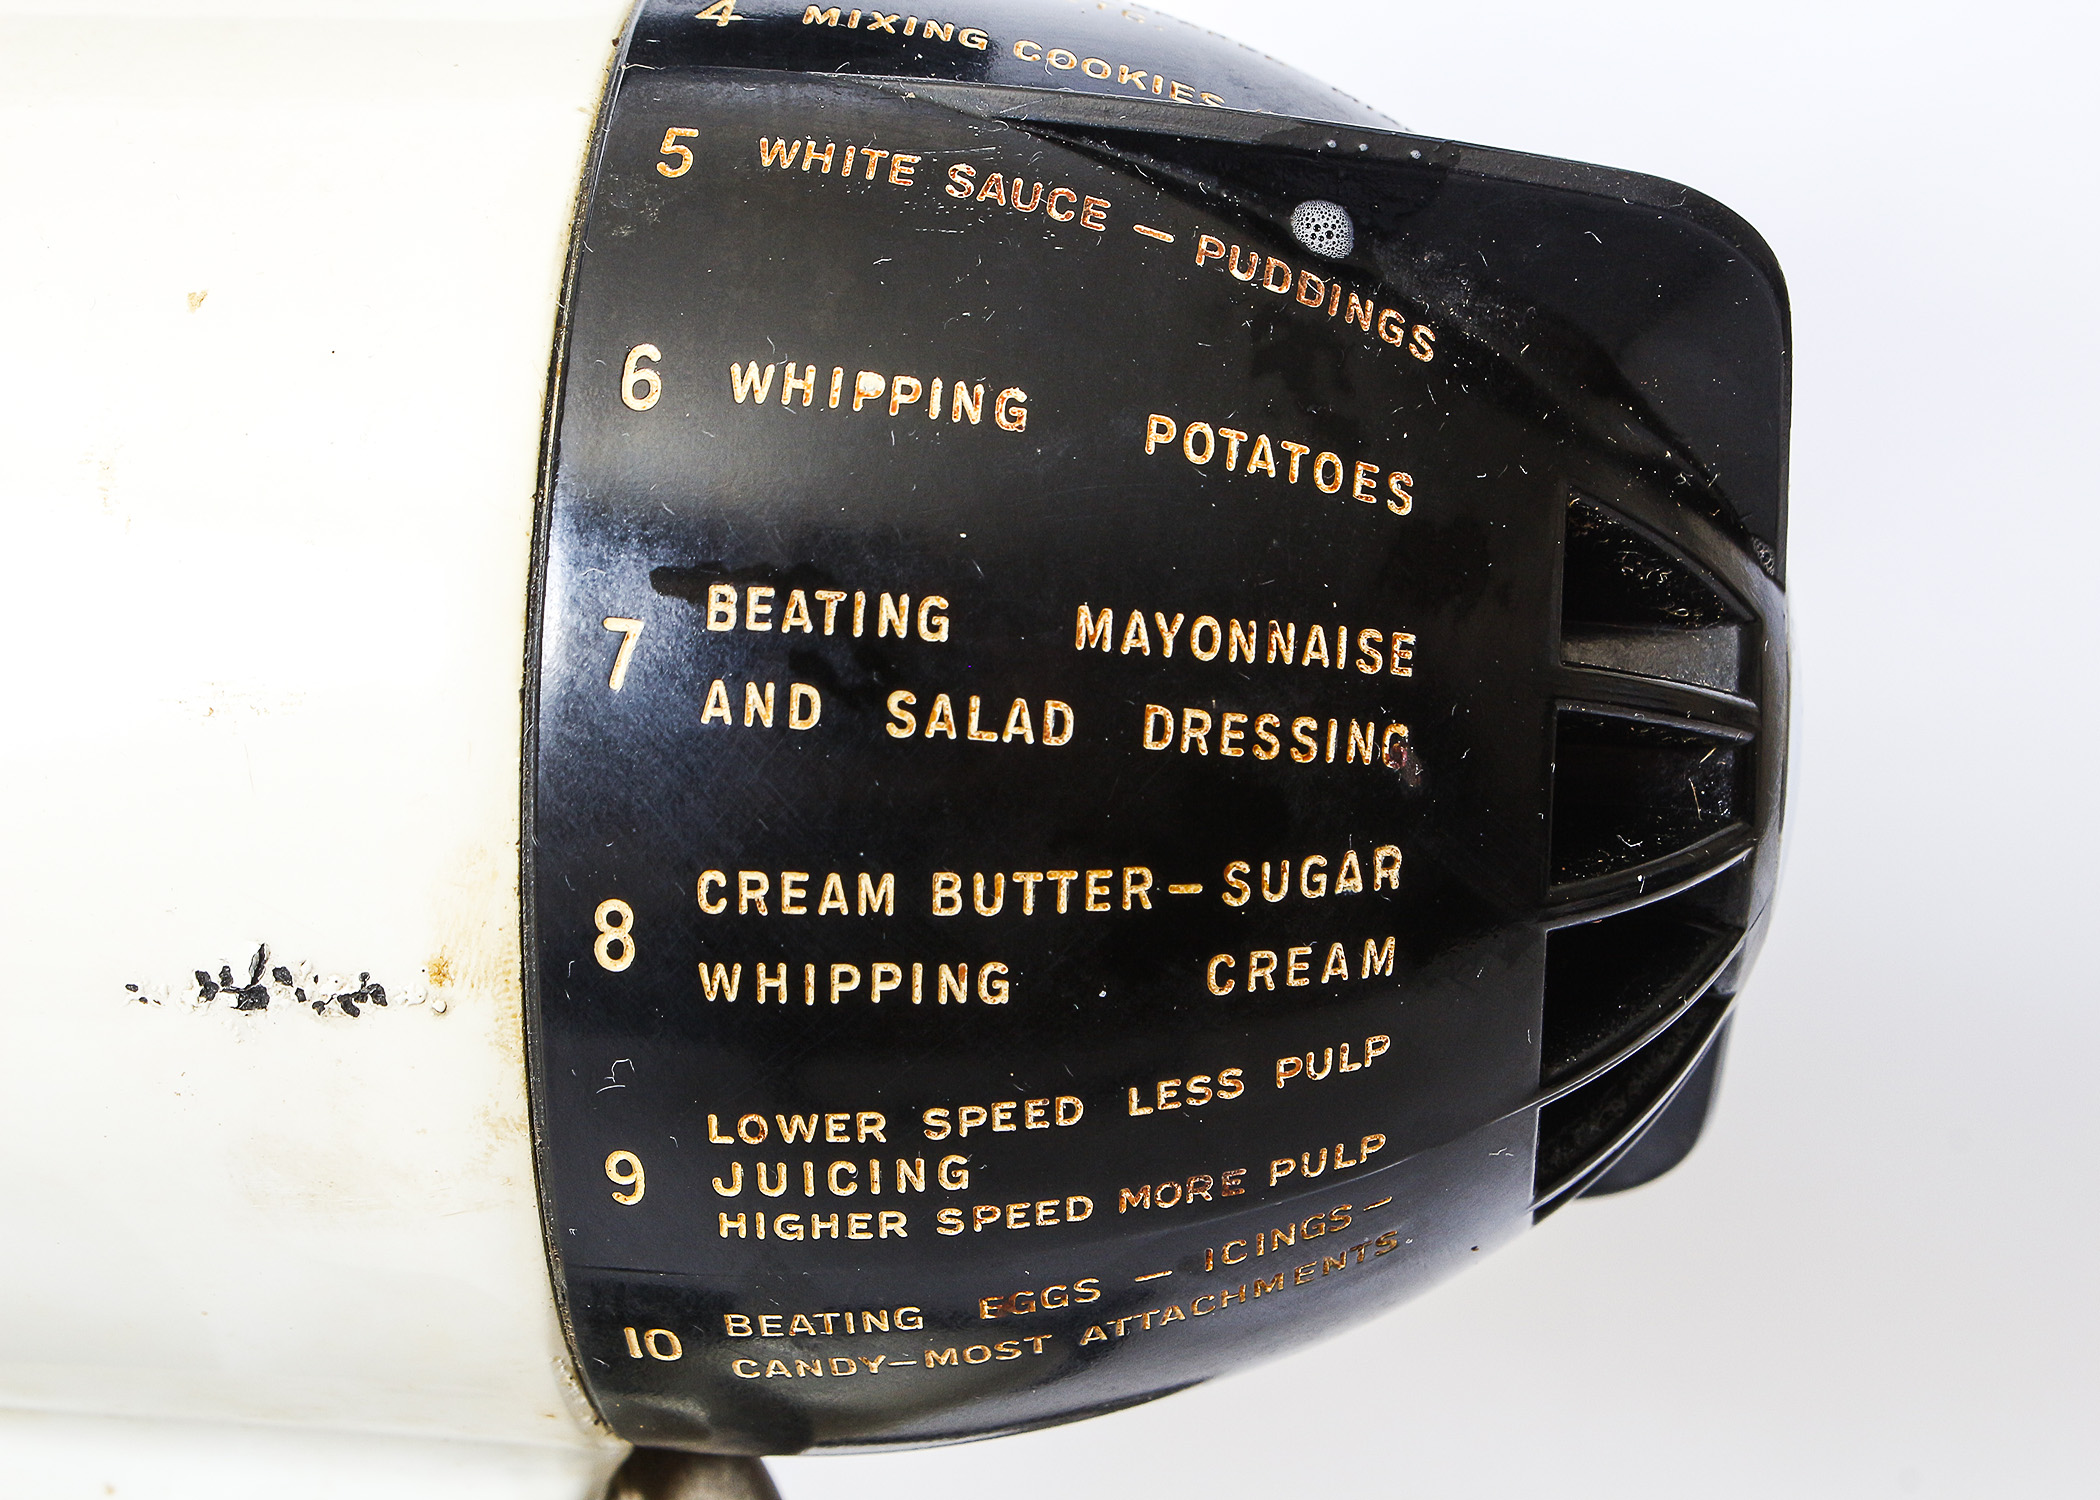 4 MIXING COOKIES
5 WHITE SAUCE — PUDDINGS
6 WHIPPING POTATOES
7 BEATING MAYONNAISE
AND SALAD DRESSING
8 CREAM BUTTER — SUGAR
WHIPPING CREAM
LOWER SPEED LESS PULP
9 JUICING
HIGHER SPEED MORE PULP
10 BEATING EGGS — ICINGS —
CANDY — MOST ATTACHMENTS.